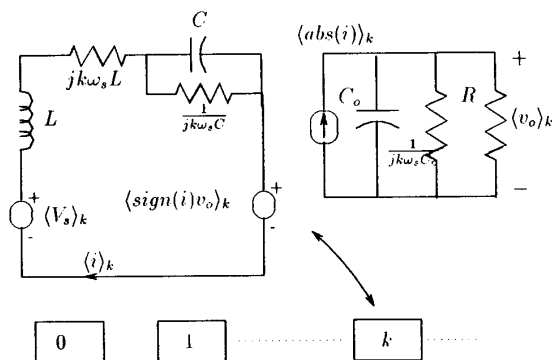 C
⟨abs(i)⟩ₖ
+
jkωₛL
1/(jkωₛC)
L
Cₒ
R
⟨vₒ⟩ₖ
1/(jkωₛCₒ)
+
⟨Vₛ⟩ₖ
-
⟨sign(i)vₒ⟩ₖ
+
-
−
⟨i⟩ₖ
0
1
k